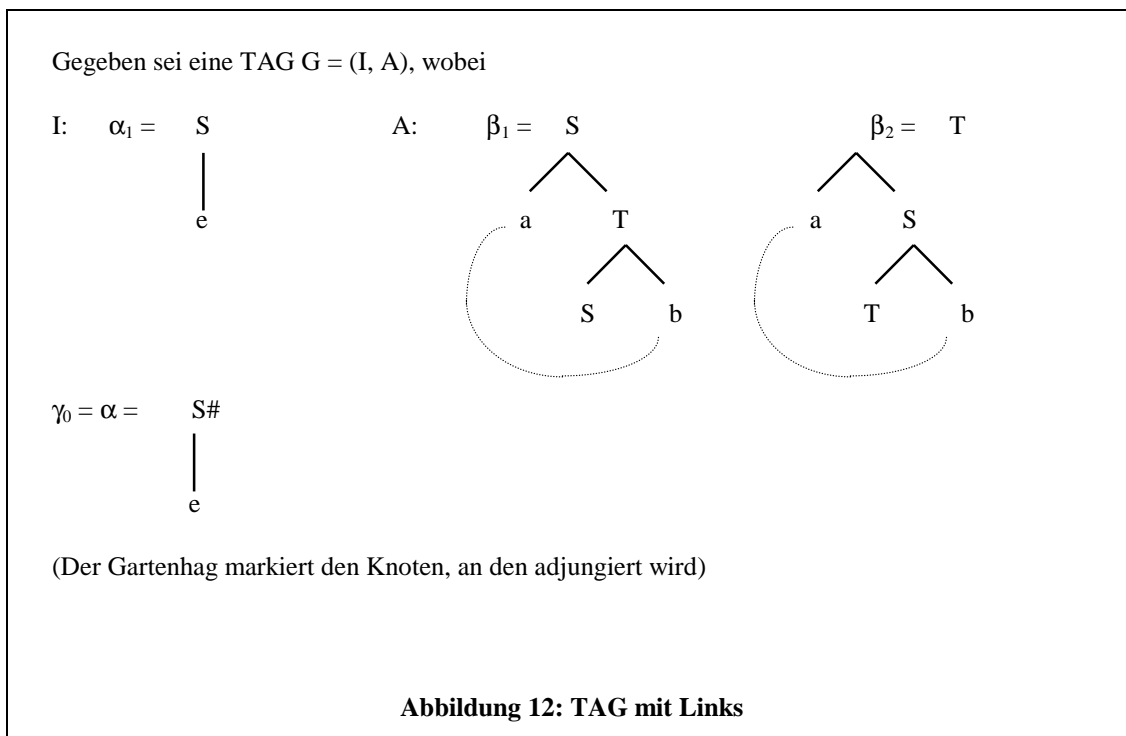 Gegeben sei eine TAG G = (I, A), wobei
I: α₁ = S A: β₁ = S β₂ = T
e a T a S
S b T b
γ₀ = α = S#
e
(Der Gartenhag markiert den Knoten, an den adjungiert wird)
Abbildung 12: TAG mit Links